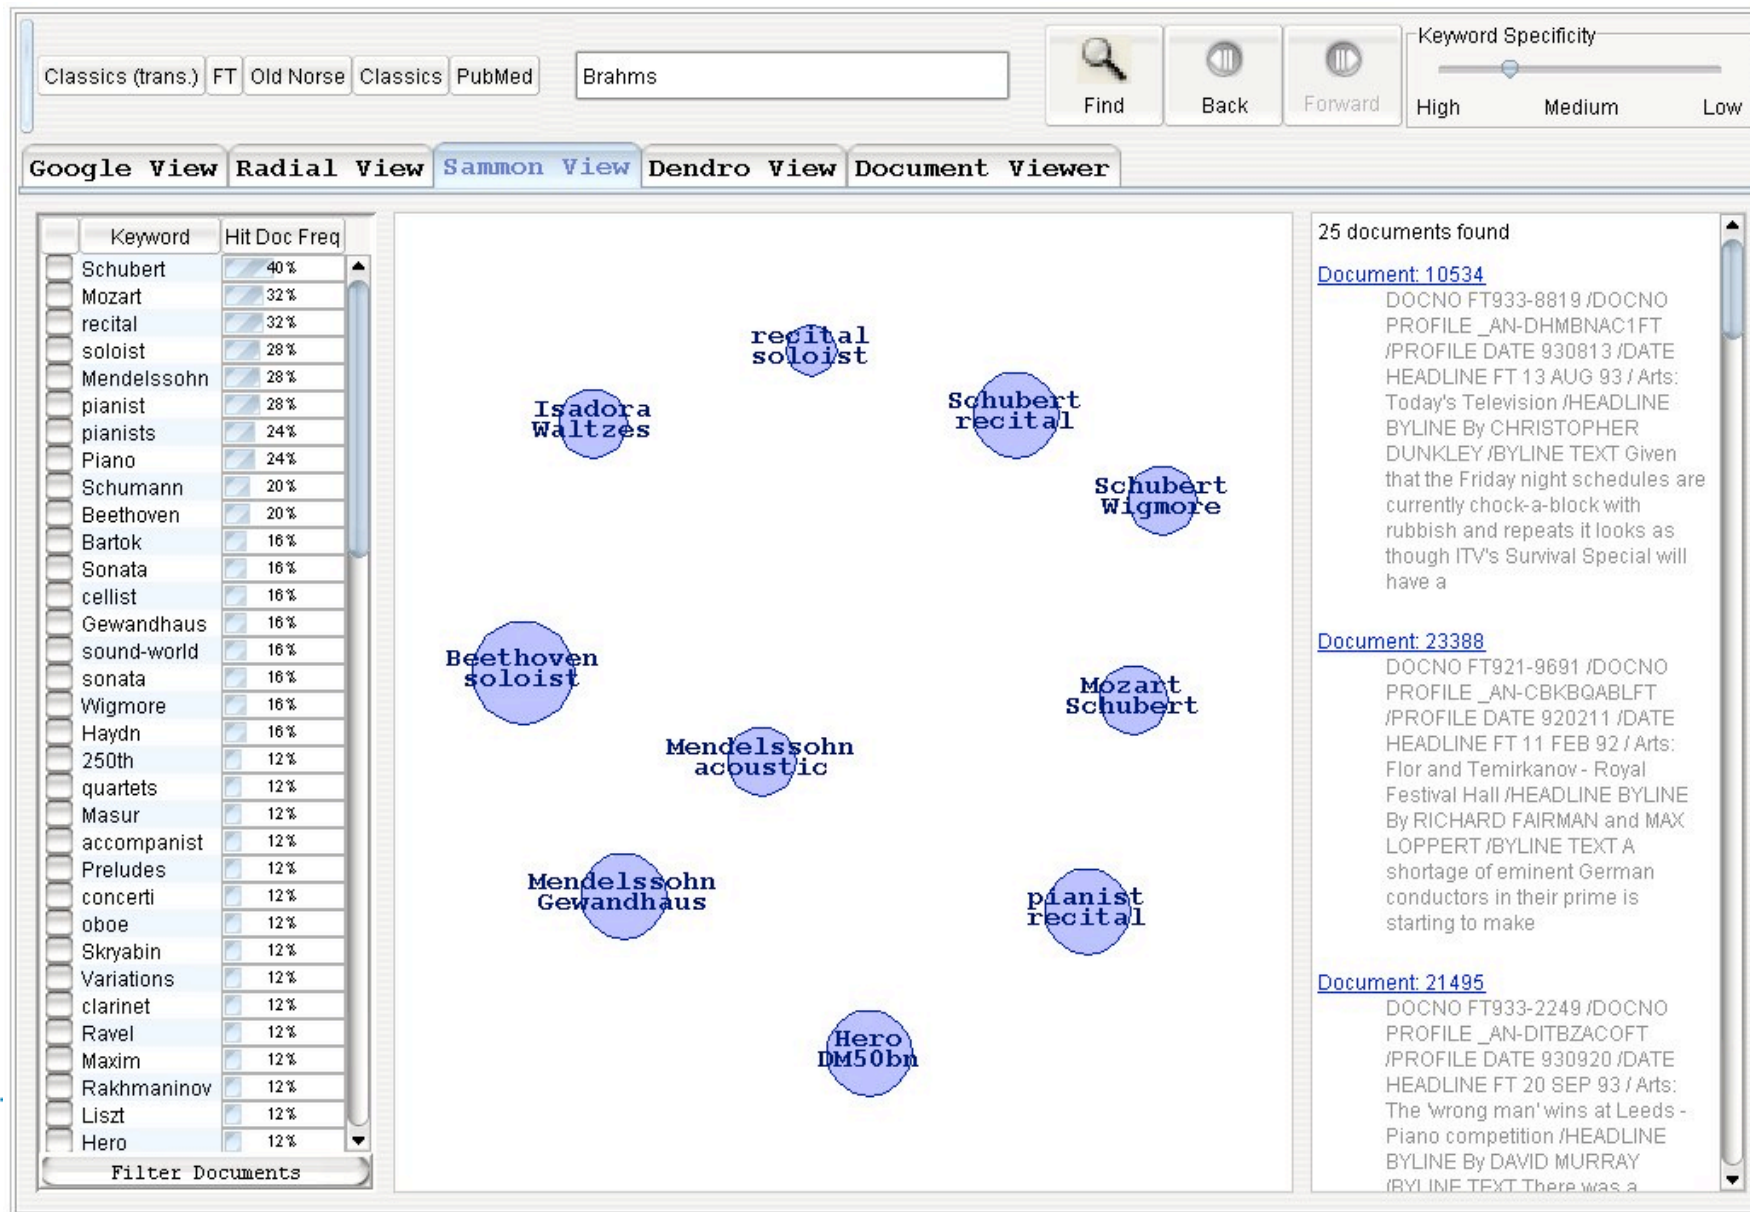 Classics (trans.) FT Old Norse Classics PubMed
Brahms
Find
Back
Forward
Keyword Specificity
High Medium Low
Google View Radial View Sammon View Dendro View Document Viewer
Keyword Hit Doc Freq
Schubert 40%
Mozart 32%
recital 32%
soloist 28%
Mendelssohn 28%
pianist 28%
pianists 24%
Piano 24%
Schumann 20%
Beethoven 20%
Bartok 16%
Sonata 16%
cellist 16%
Gewandhaus 16%
sound-world 16%
sonata 16%
Wigmore 16%
Haydn 16%
250th 12%
quartets 12%
Masur 12%
accompanist 12%
Preludes 12%
concerti 12%
oboe 12%
Skryabin 12%
Variations 12%
clarinet 12%
Ravel 12%
Maxim 12%
Rakhmaninov 12%
Liszt 12%
Hero 12%
Filter Documents
recital
soloist
Isadora
Waltzes
Schubert
recital
Schubert
Wigmore
Beethoven
soloist
Mozart
Schubert
Mendelssohn
acoustic
Mendelssohn
Gewandhaus
pianist
recital
Hero
DM50bn
25 documents found
Document: 10534
DOCNO FT933-8819 /DOCNO
PROFILE _AN-DHMBNAC1FT
/PROFILE DATE 930813 /DATE
HEADLINE FT 13 AUG 93 / Arts:
Today's Television /HEADLINE
BYLINE By CHRISTOPHER
DUNKLEY /BYLINE TEXT Given
that the Friday night schedules are
currently chock-a-block with
rubbish and repeats it looks as
though ITV's Survival Special will
have a
Document: 23388
DOCNO FT921-9691 /DOCNO
PROFILE _AN-CBKBQABLFT
/PROFILE DATE 920211 /DATE
HEADLINE FT 11 FEB 92 / Arts:
Flor and Temirkanov - Royal
Festival Hall /HEADLINE BYLINE
By RICHARD FAIRMAN and MAX
LOPPERT /BYLINE TEXT A
shortage of eminent German
conductors in their prime is
starting to make
Document: 21495
DOCNO FT933-2249 /DOCNO
PROFILE _AN-DITBZACOFT
/PROFILE DATE 930920 /DATE
HEADLINE FT 20 SEP 93 / Arts:
The 'wrong man' wins at Leeds -
Piano competition /HEADLINE
BYLINE By DAVID MURRAY
/BYLINE TEXT There was a